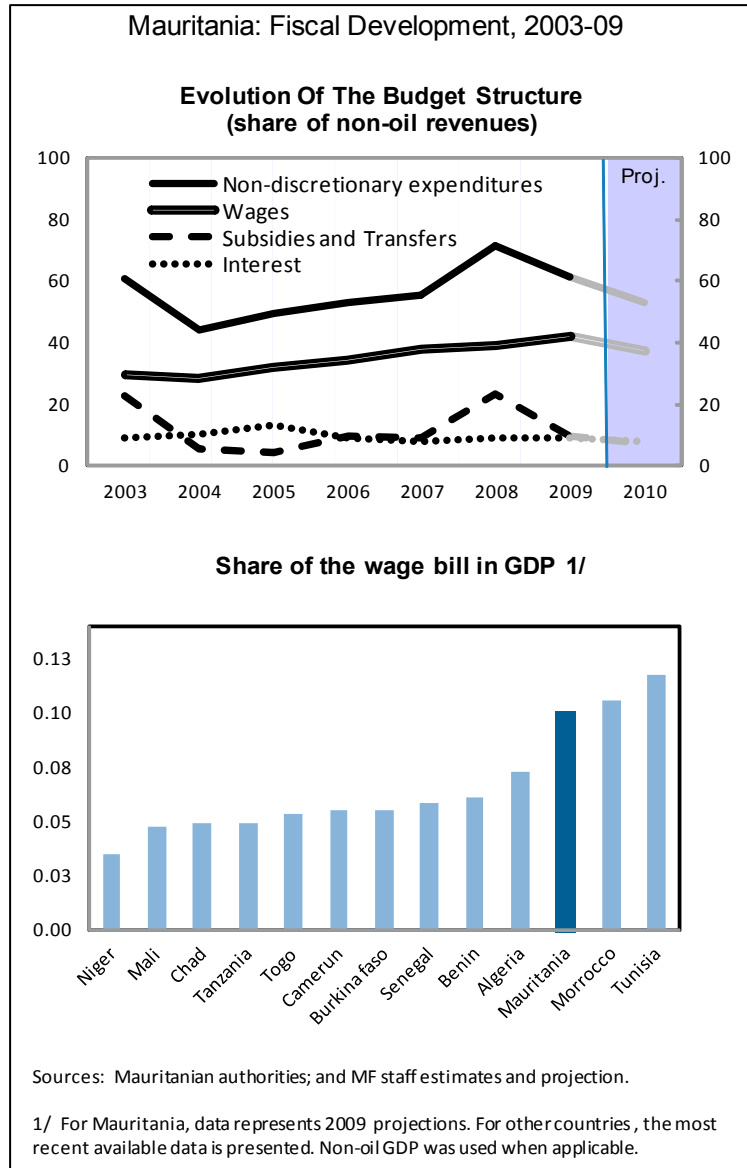 Mauritania: Fiscal Development, 2003-09
Evolution Of The Budget Structure
(share of non-oil revenues)
100
80
60
40
20
0
Non-discretionary expenditures
Wages
Subsidies and Transfers
Interest
Proj.
100
80
60
40
20
0
2003 2004 2005 2006 2007 2008 2009 2010
Share of the wage bill in GDP 1/
0.13
0.10
0.08
0.05
0.03
0.00
Niger Mali Chad Tanzania Togo Camerun Burkina faso Senegal Benin Algeria Mauritania Morrocco Tunisia
Sources: Mauritanian authorities; and MF staff estimates and projection.
1/ For Mauritania, data represents 2009 projections. For other countries , the most
recent available data is presented. Non-oil GDP was used when applicable.